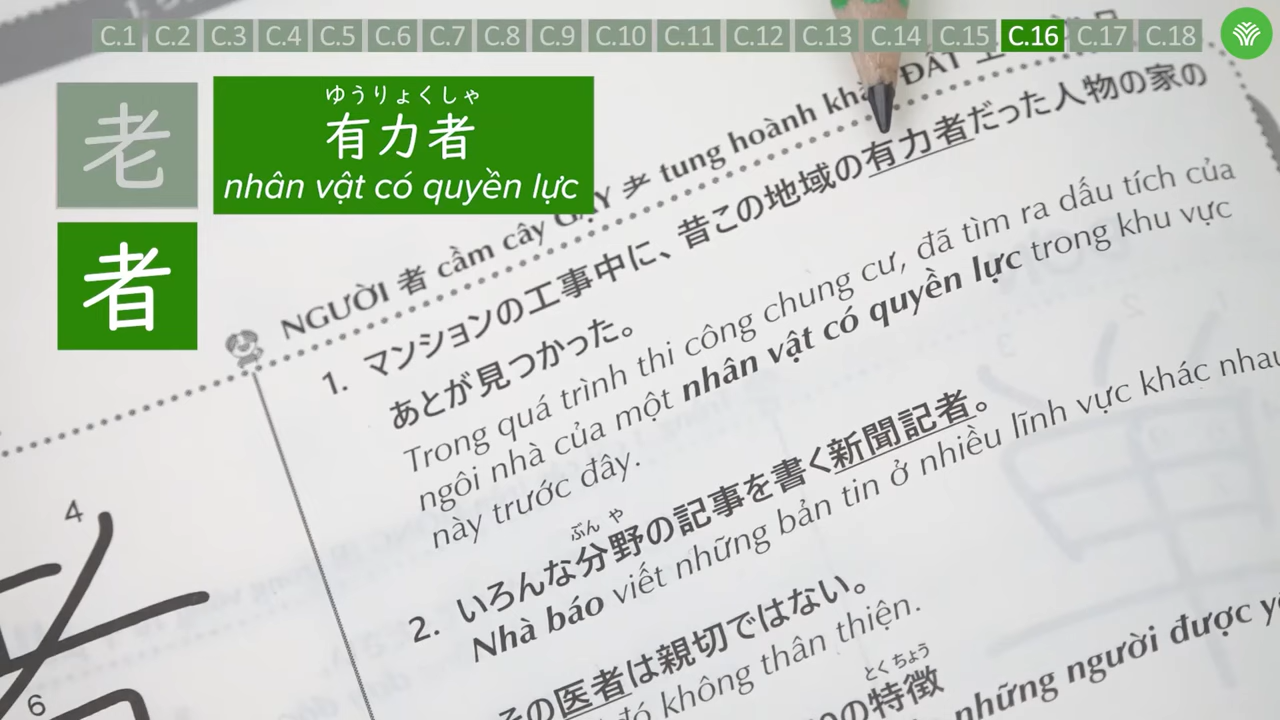 C.1 C.2 C.3 C.4 C.5 C.6 C.7 C.8 C.9 C.10 C.11 C.12 C.13 C.14 C.15 C.16 C.17 C.18
老
ゆうりょくしゃ
有力者
nhân vật có quyền lực
者
NGƯỜI 者 cầm cây GẬY 耂 tung hoành ĐẤT
1. マンションの工事中に、昔この地域の有力者だった人物の家の
あとが見つかった。
Trong quá trình thi công chung cư, đã tìm ra dấu tích của
ngôi nhà của một nhân vật có quyền lực trong khu vực
này trước đây.
ぶん や
2. いろんな分野の記事を書く新聞記者。
Nhà báo viết những bản tin ở nhiều lĩnh vực khác nhau
その医者は親切ではない。
đó không thân thiện.
とくちょう
の特徴
những người được
4
6